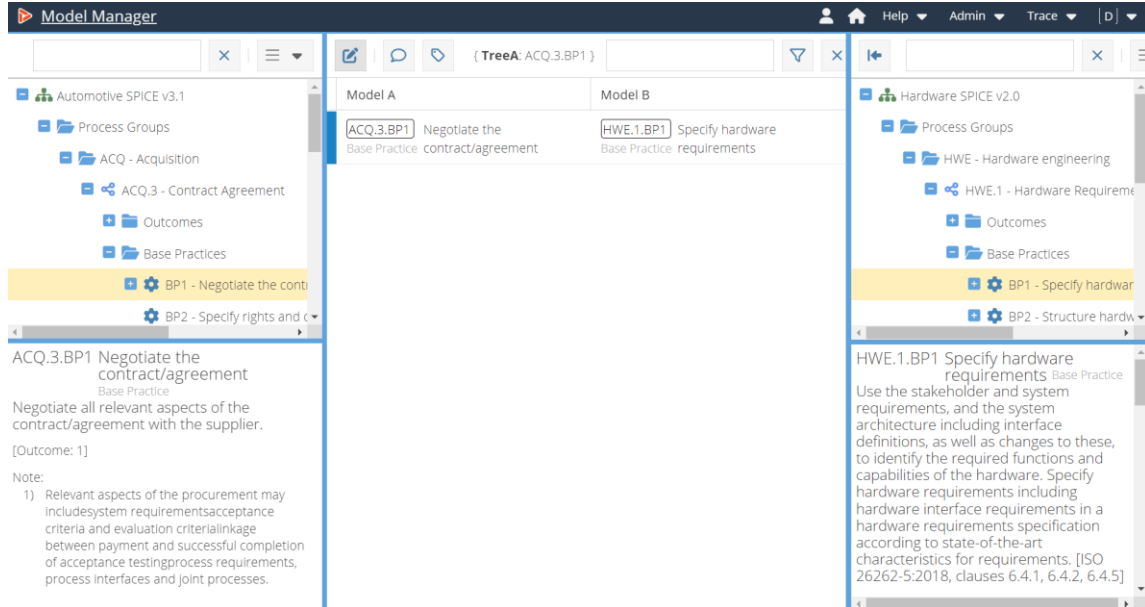 Model Manager
Help
Admin
Trace
[D]
{ TreeA: ACQ.3.BP1 }
Automotive SPICE v3.1
Process Groups
ACQ - Acquisition
ACQ.3 - Contract Agreement
Outcomes
Base Practices
BP1 - Negotiate the
BP2 - Specify rights and
ACQ.3.BP1 Negotiate the
contract/agreement
Base Practice
Negotiate all relevant aspects of the
contract/agreement with the supplier.
[Outcome: 1]
Note:
1) Relevant aspects of the procurement may
includesystem requirementsacceptance
criteria and evaluation criterialinkage
between payment and successful completion
of acceptance testingprocess requirements,
process interfaces and joint processes.
Model A
Model B
ACQ.3.BP1 Negotiate the
Base Practice contract/agreement
HWE.1.BP1 Specify hardware
Base Practice requirements
Hardware SPICE v2.0
Process Groups
HWE - Hardware engineering
HWE.1 - Hardware Requireme
Outcomes
Base Practices
BP1 - Specify hardwar
BP2 - Structure hardw
HWE.1.BP1 Specify hardware
requirements Base Practice
Use the stakeholder and system
requirements, and the system
architecture including interface
definitions, as well as changes to these,
to identify the required functions and
capabilities of the hardware. Specify
hardware requirements including
hardware interface requirements in a
hardware requirements specification
according to state-of-the-art
characteristics for requirements. [ISO
26262-5:2018, clauses 6.4.1, 6.4.2, 6.4.5]